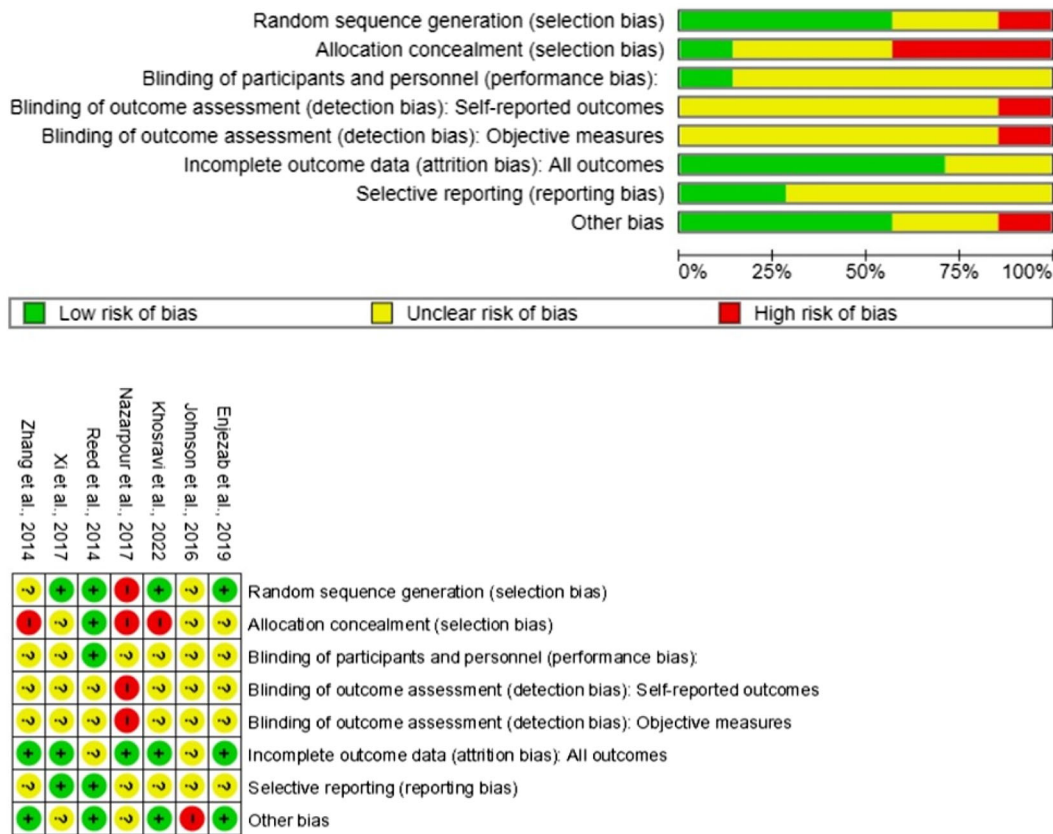 Random sequence generation (selection bias)
Allocation concealment (selection bias)
Blinding of participants and personnel (performance bias):
Blinding of outcome assessment (detection bias): Self-reported outcomes
Blinding of outcome assessment (detection bias): Objective measures
Incomplete outcome data (attrition bias): All outcomes
Selective reporting (reporting bias)
Other bias
0% 25% 50% 75% 100%
Low risk of bias Unclear risk of bias High risk of bias
Zhang et al., 2014
Xi et al., 2017
Reed et al., 2014
Nazarpour et al., 2017
Khosravi et al., 2022
Johnson et al., 2016
Enjezab et al., 2019
? + + - + ? + Random sequence generation (selection bias)
- ? + - - ? ? Allocation concealment (selection bias)
? ? + ? ? ? ? Blinding of participants and personnel (performance bias):
? ? ? - ? ? ? Blinding of outcome assessment (detection bias): Self-reported outcomes
? ? ? - ? ? ? Blinding of outcome assessment (detection bias): Objective measures
+ + ? + + ? + Incomplete outcome data (attrition bias): All outcomes
? + + ? ? ? ? Selective reporting (reporting bias)
+ ? + ? + - + Other bias